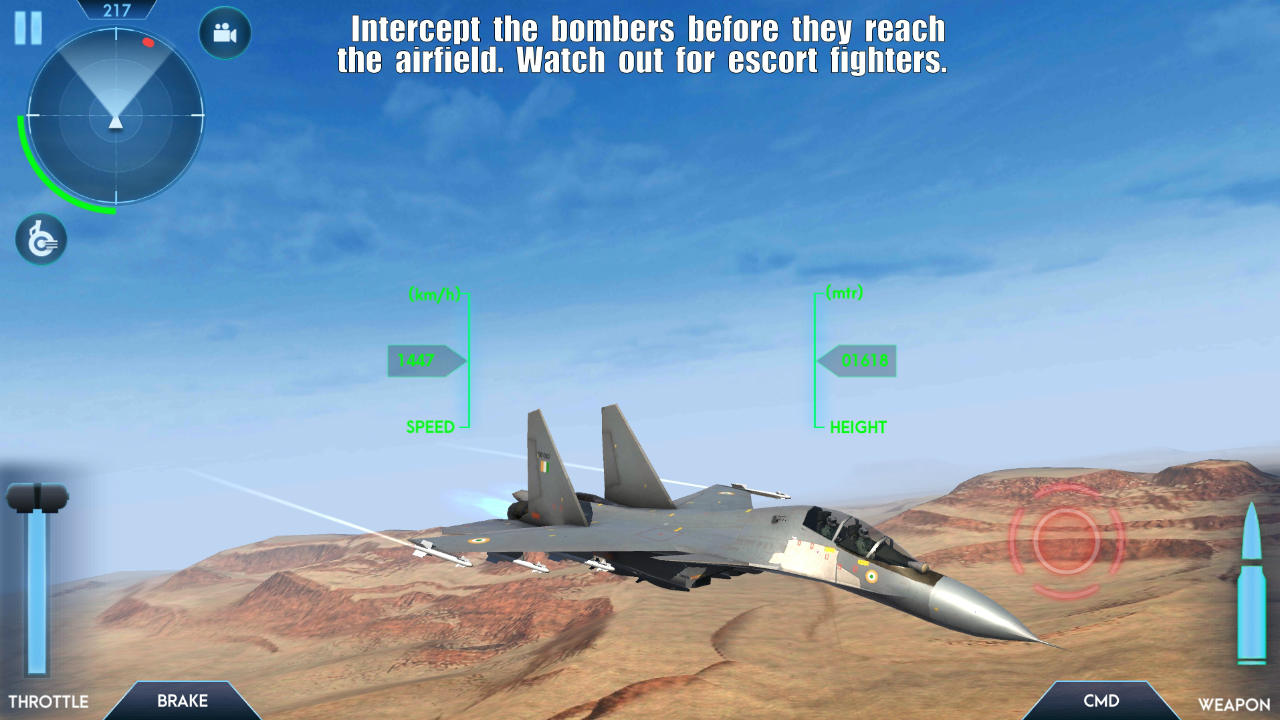 217
Intercept the bombers before they reach
the airfield. Watch out for escort fighters.
(km/h)
(mtr)
1447
01618
SPEED
HEIGHT
THROTTLE
BRAKE
CMD
WEAPON